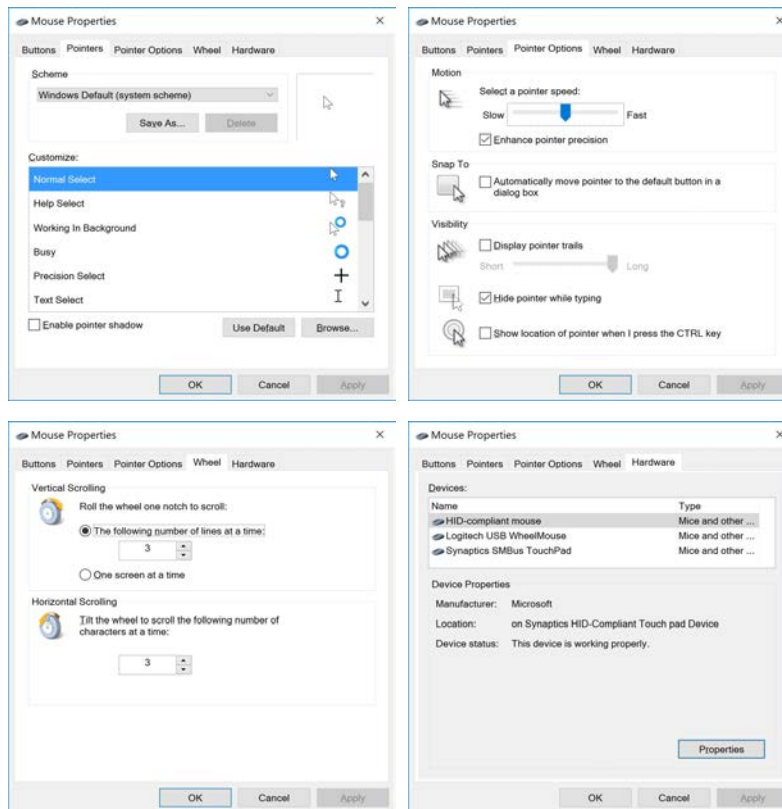 Mouse Properties
Buttons Pointers Pointer Options Wheel Hardware
Scheme
Windows Default (system scheme)
Save As... Delete
Customize:
Normal Select
Help Select
Working In Background
Busy
Precision Select
Text Select
Enable pointer shadow
Use Default Browse...
OK Cancel Apply
Mouse Properties
Buttons Pointers Pointer Options Wheel Hardware
Motion
Select a pointer speed:
Slow Fast
Enhance pointer precision
Snap To
Automatically move pointer to the default button in a
dialog box
Visibility
Display pointer trails
Short Long
Hide pointer while typing
Show location of pointer when I press the CTRL key
OK Cancel Apply
Mouse Properties
Buttons Pointers Pointer Options Wheel Hardware
Vertical Scrolling
Roll the wheel one notch to scroll:
The following number of lines at a time:
3
One screen at a time
Horizontal Scrolling
Tilt the wheel to scroll the following number of
characters at a time:
3
OK Cancel Apply
Mouse Properties
Buttons Pointers Pointer Options Wheel Hardware
Devices:
Name Type
HID-compliant mouse Mice and other ...
Logitech USB WheelMouse Mice and other ...
Synaptics SMBus TouchPad Mice and other ...
Device Properties
Manufacturer: Microsoft
Location: on Synaptics HID-Compliant Touch pad Device
Device status: This device is working properly.
Properties
OK Cancel Apply